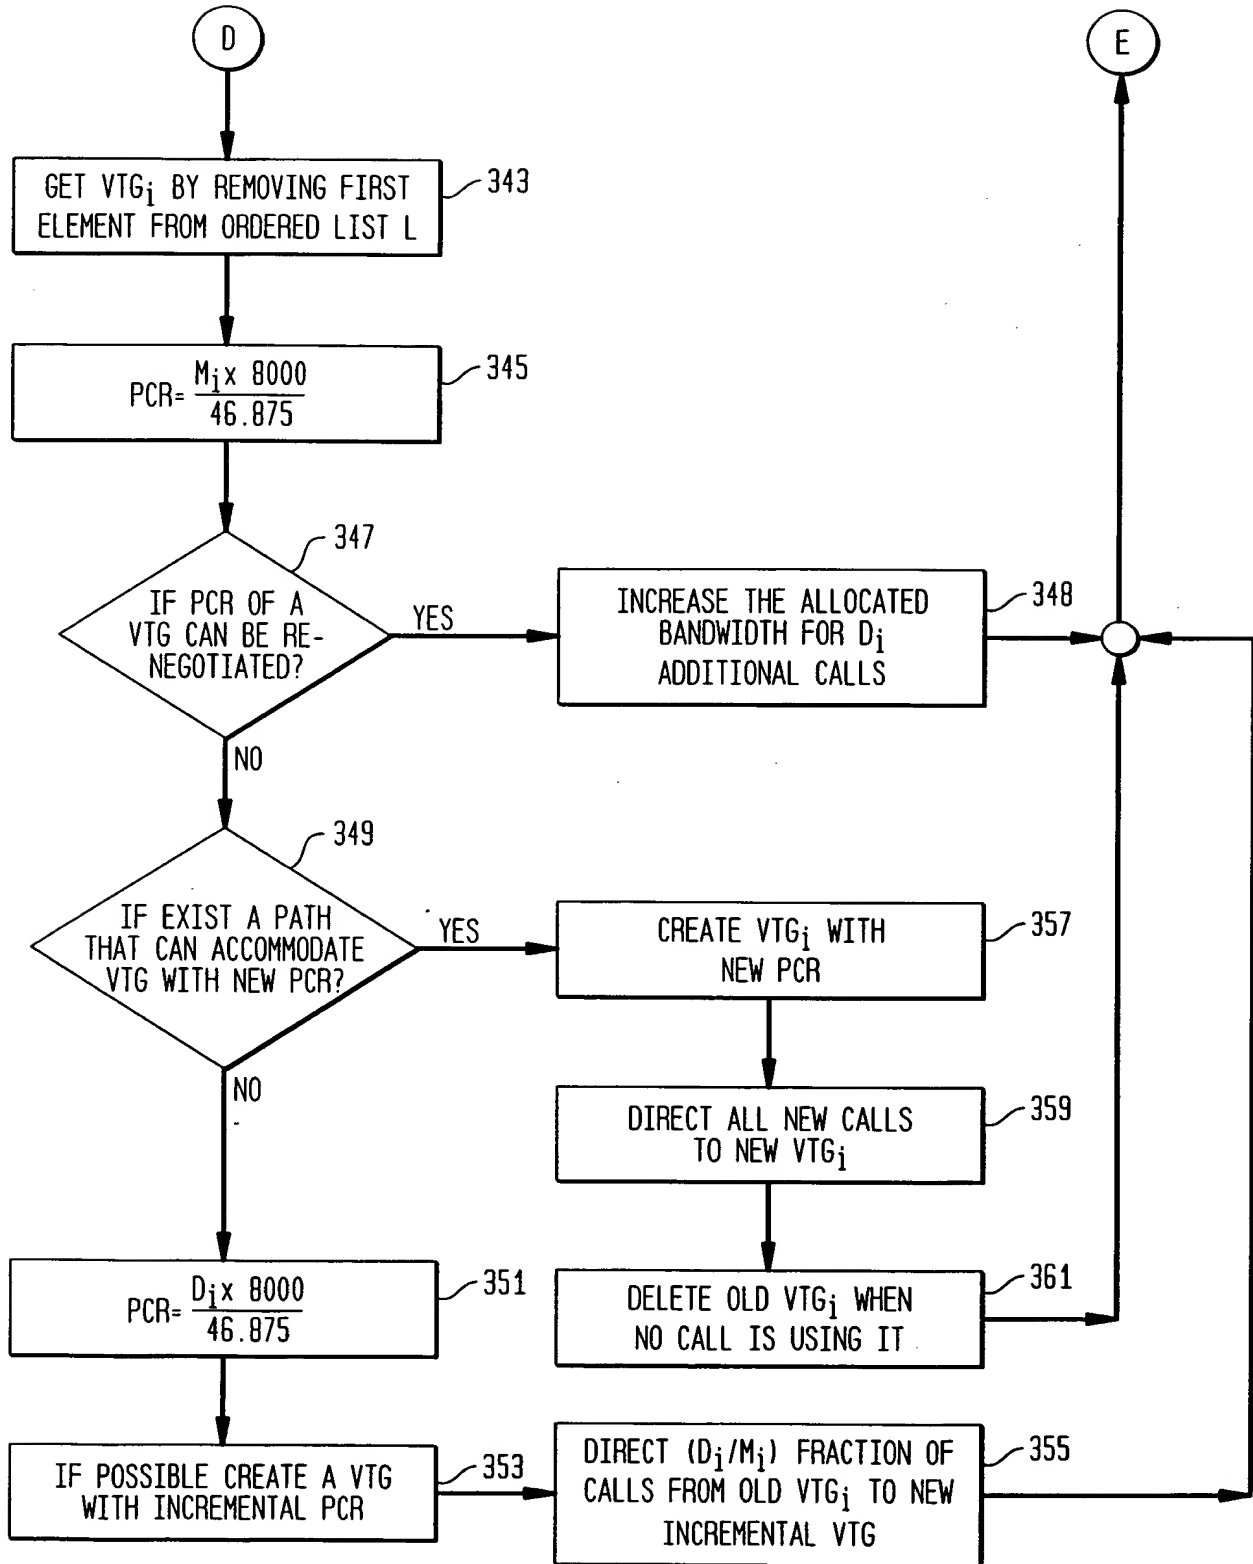 D
E
GET VTGi BY REMOVING FIRST
ELEMENT FROM ORDERED LIST L
343
PCR= Mi x 8000
46.875
345
IF PCR OF A
VTG CAN BE RE-
NEGOTIATED?
347
YES
NO
INCREASE THE ALLOCATED
BANDWIDTH FOR Di
ADDITIONAL CALLS
348
IF EXIST A PATH
THAT CAN ACCOMMODATE
VTG WITH NEW PCR?
349
YES
NO
CREATE VTGi WITH
NEW PCR
357
DIRECT ALL NEW CALLS
TO NEW VTGi
359
DELETE OLD VTGi WHEN
NO CALL IS USING IT
361
PCR= Di x 8000
46.875
351
IF POSSIBLE CREATE A VTG
WITH INCREMENTAL PCR
353
DIRECT (Di/Mi) FRACTION OF
CALLS FROM OLD VTGi TO NEW
INCREMENTAL VTG
355